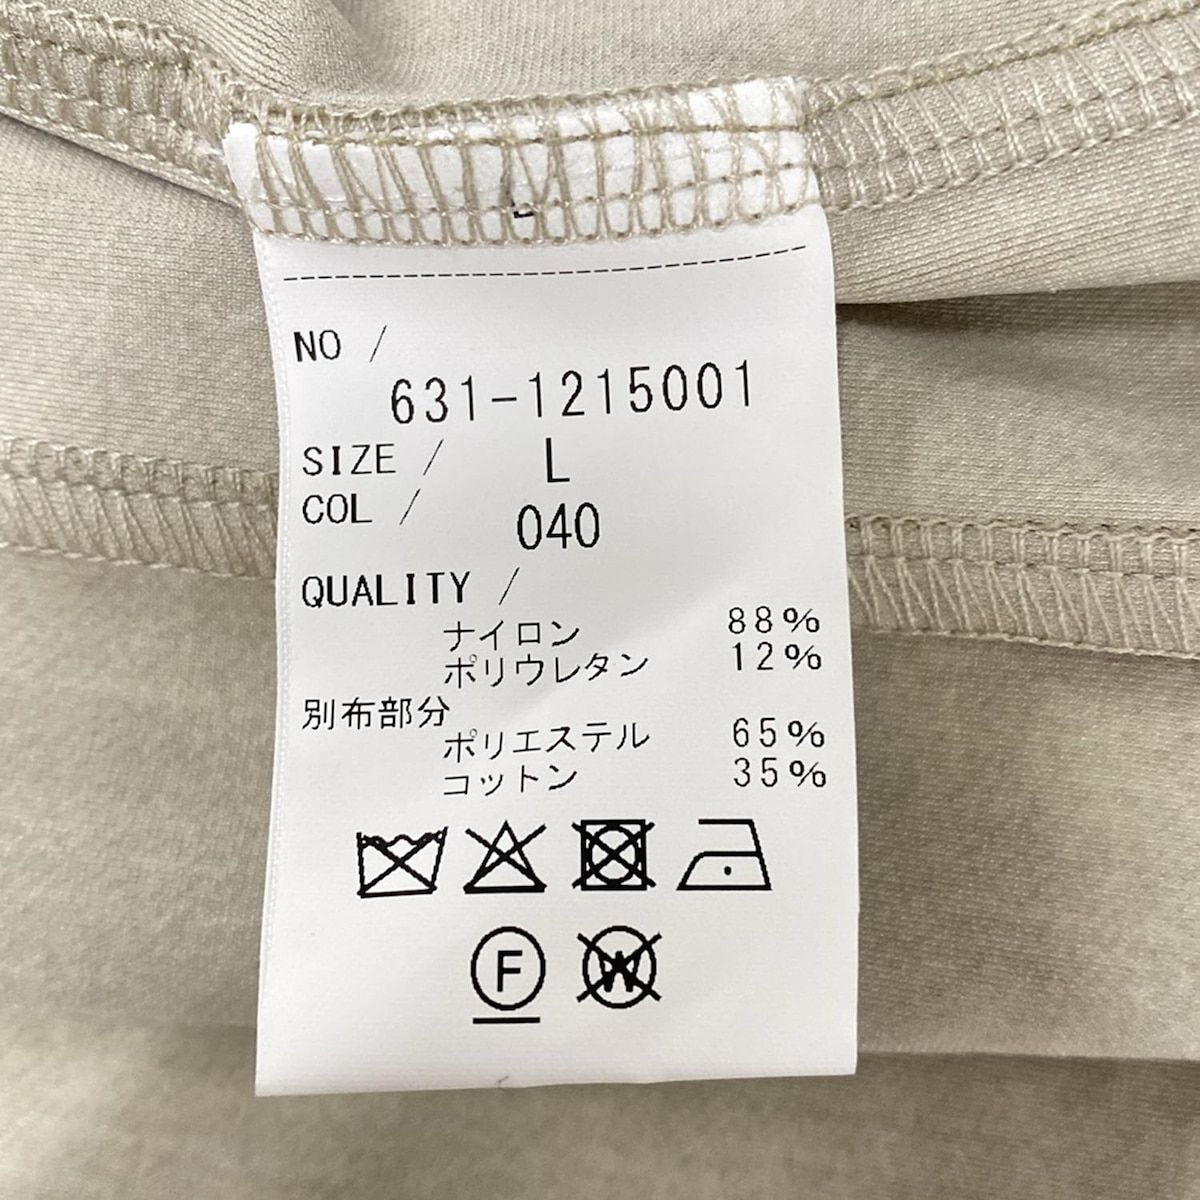 L
NO /
631-1215001
SIZE / L
COL / 040
QUALITY /
ナイロン 88%
ポリウレタン 12%
別布部分
ポリエステル 65%
コットン 35%
F
W